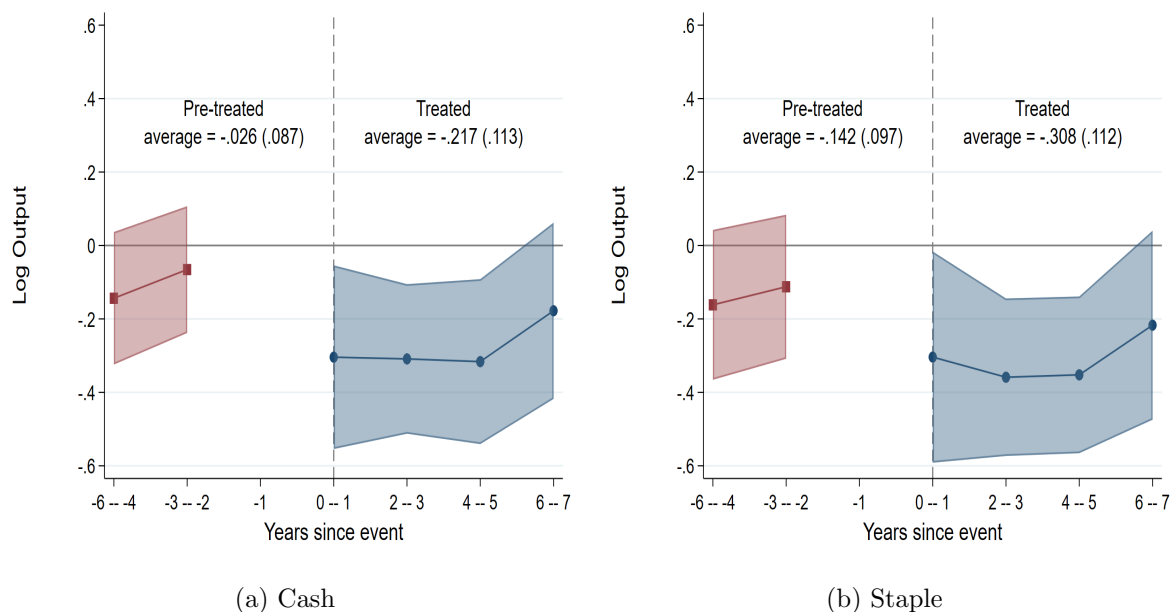 .6
.4
Pre-treated
Treated
average = -.026 (.087)
average = -.217 (.113)
.2
0
-.2
-.4
-.6
Log Output
-6 -- -4
-3 -- -2
-1
0 -- 1
2 -- 3
4 -- 5
6 -- 7
Years since event
(a) Cash
.6
.4
Pre-treated
Treated
average = -.142 (.097)
average = -.308 (.112)
.2
0
-.2
-.4
-.6
Log Output
-6 -- -4
-3 -- -2
-1
0 -- 1
2 -- 3
4 -- 5
6 -- 7
Years since event
(b) Staple